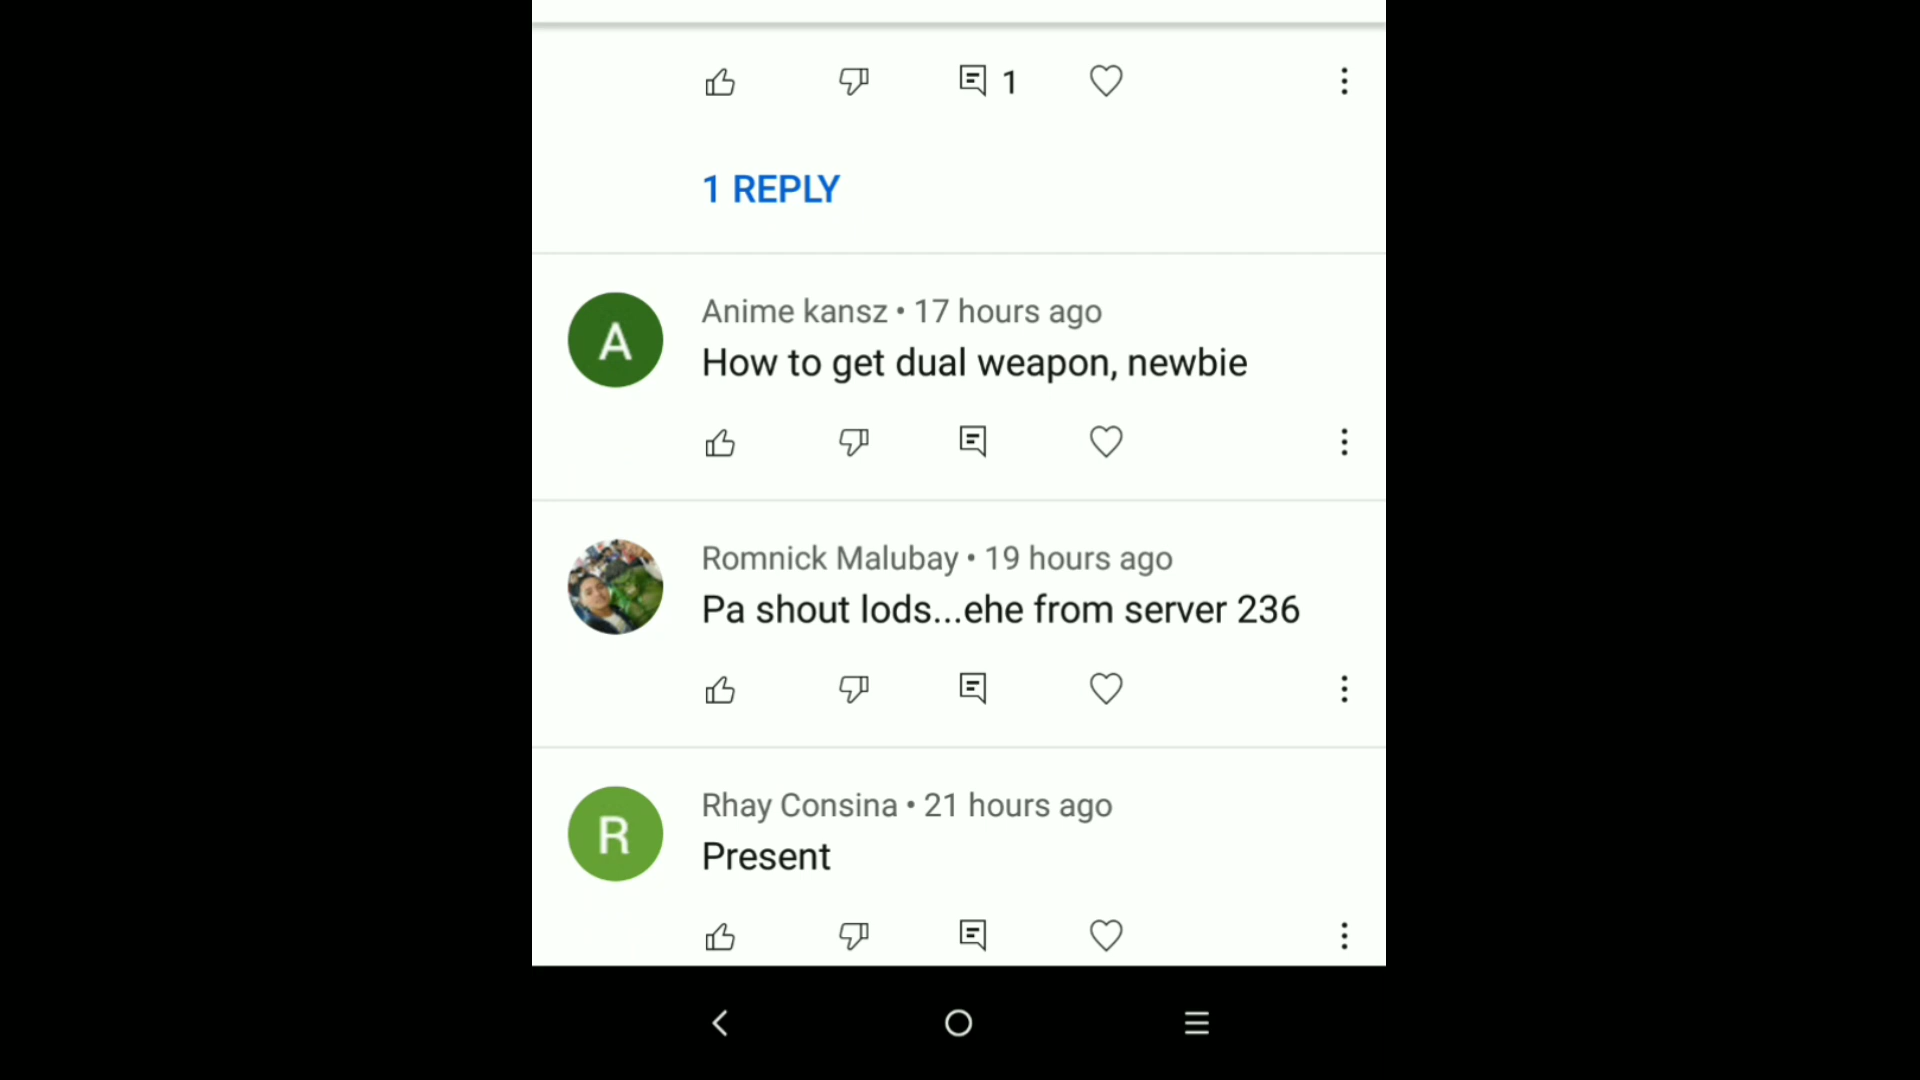 1
1 REPLY
A
Anime kansz • 17 hours ago
How to get dual weapon, newbie
Romnick Malubay • 19 hours ago
Pa shout lods...ehe from server 236
R
Rhay Consina • 21 hours ago
Present